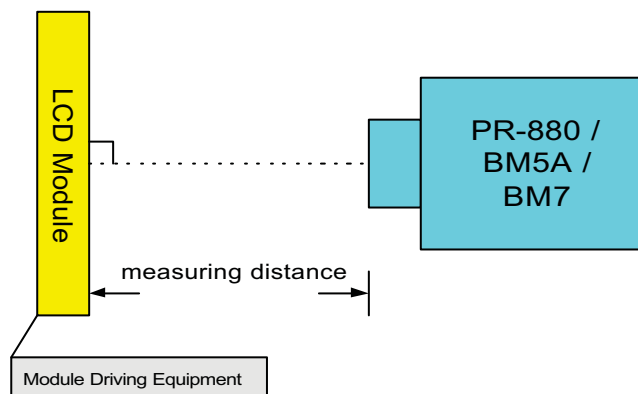 LCD Module
PR-880 /
BM5A /
BM7
measuring distance
Module Driving Equipment